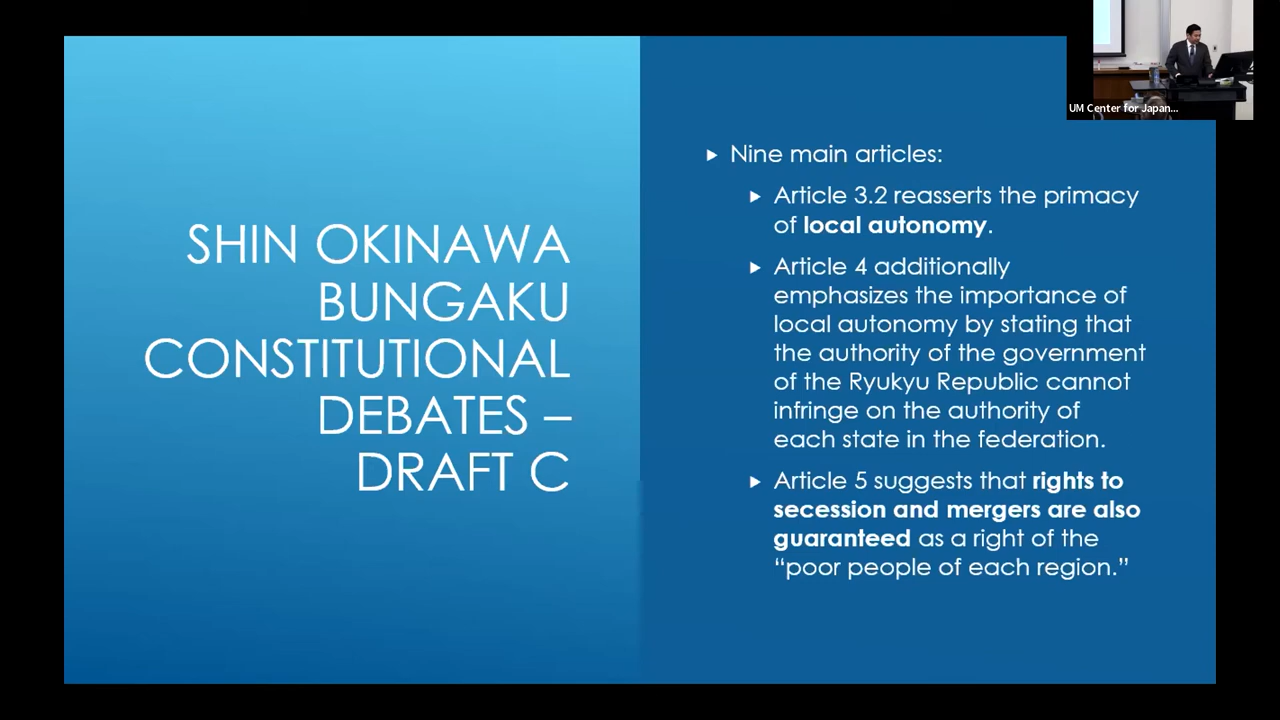 UM Center for Japan...
SHIN OKINAWA
BUNGAKU
CONSTITUTIONAL
DEBATES –
DRAFT C
Nine main articles:
Article 3.2 reasserts the primacy
of local autonomy.
Article 4 additionally
emphasizes the importance of
local autonomy by stating that
the authority of the government
of the Ryukyu Republic cannot
infringe on the authority of
each state in the federation.
Article 5 suggests that rights to
secession and mergers are also
guaranteed as a right of the
“poor people of each region.”